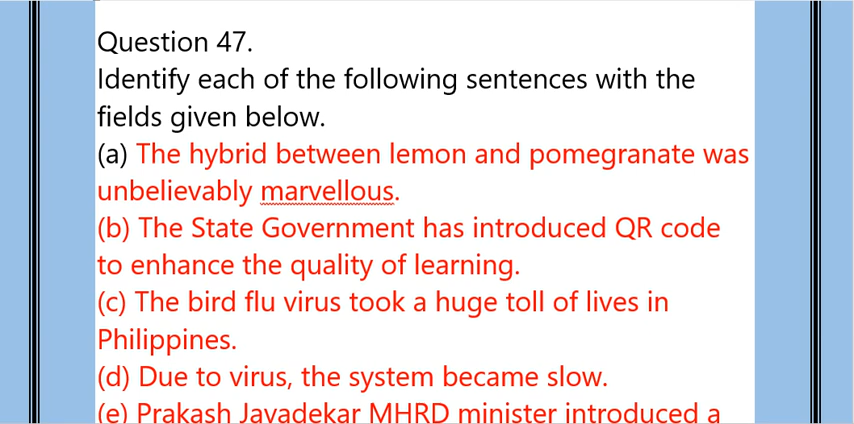 Question 47.
Identify each of the following sentences with the
fields given below.
(a) The hybrid between lemon and pomegranate was
unbelievably marvellous.
(b) The State Government has introduced QR code
to enhance the quality of learning.
(c) The bird flu virus took a huge toll of lives in
Philippines.
(d) Due to virus, the system became slow.
(e) Prakash Javadekar MHRD minister introduced a